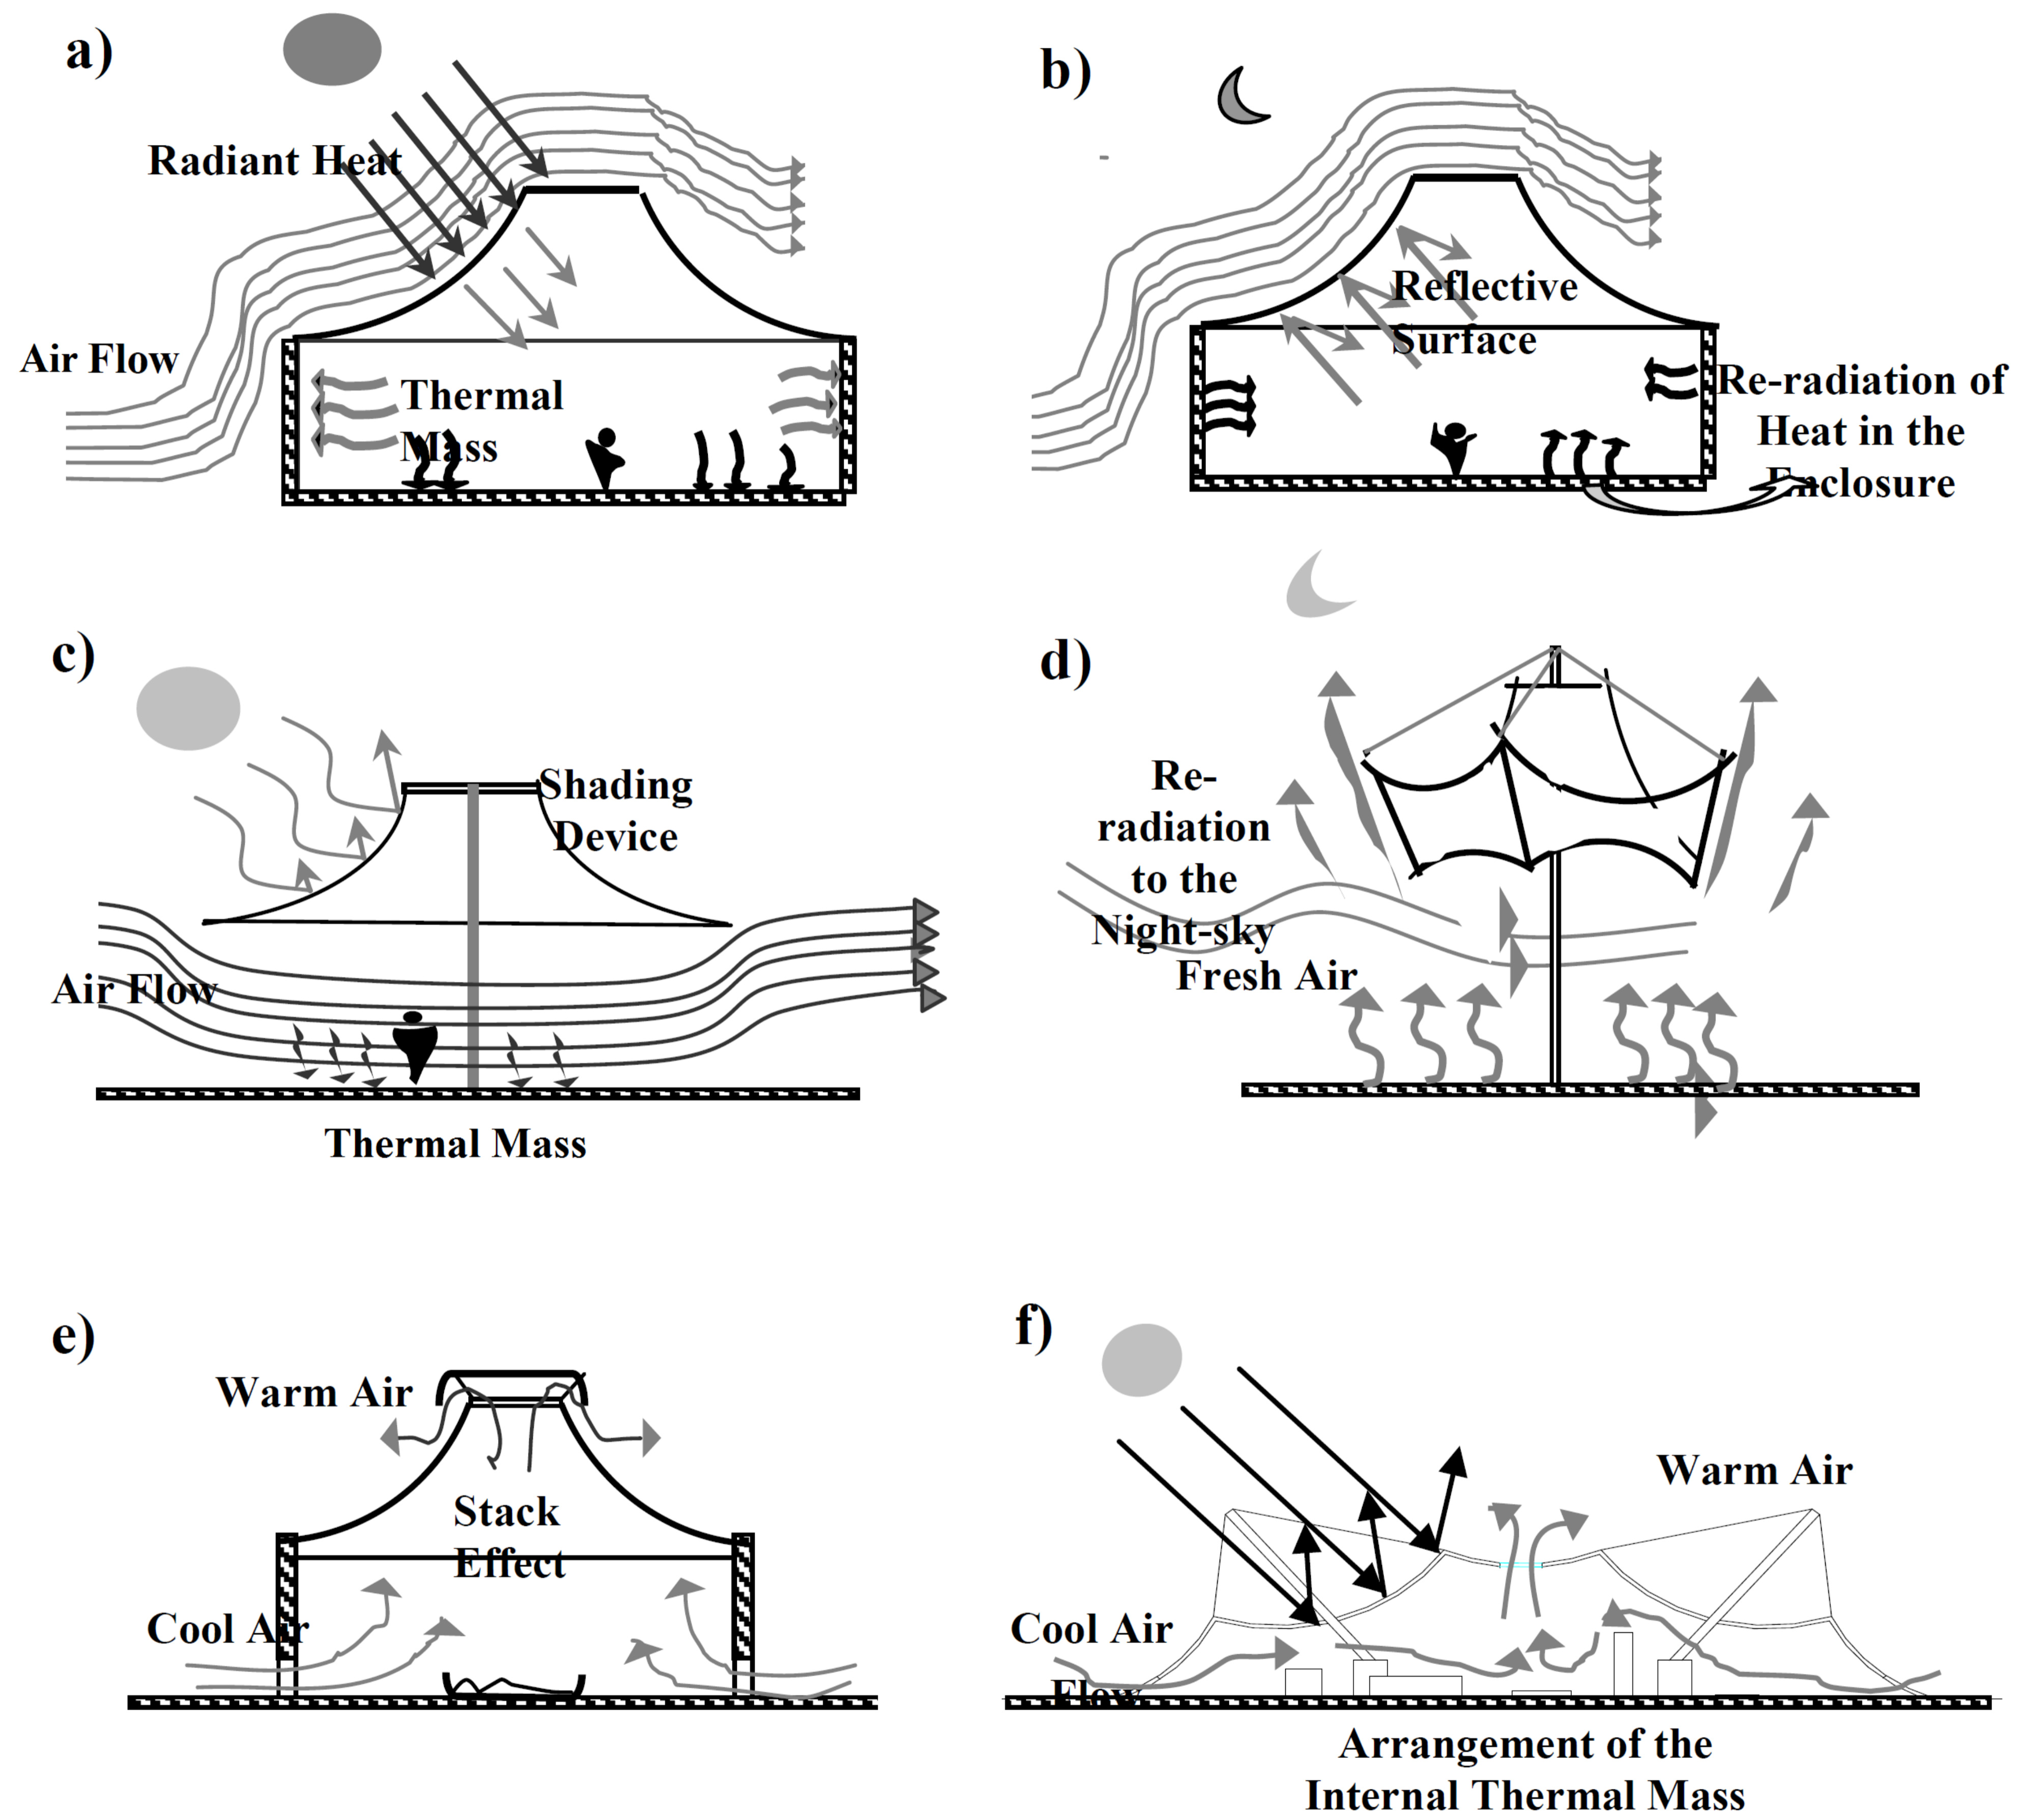 a)
Radiant Heat
Air Flow
Thermal
Mass
b)
Reflective
Surface
Re-radiation of
Heat in the
Enclosure
c)
Shading
Device
Air Flow
Thermal Mass
d)
Re-
radiation
to the
Night-sky
Fresh Air
e)
Warm Air
Stack
Effect
Cool Air
f)
Warm Air
Cool Air
Flow
Arrangement of the
Internal Thermal Mass